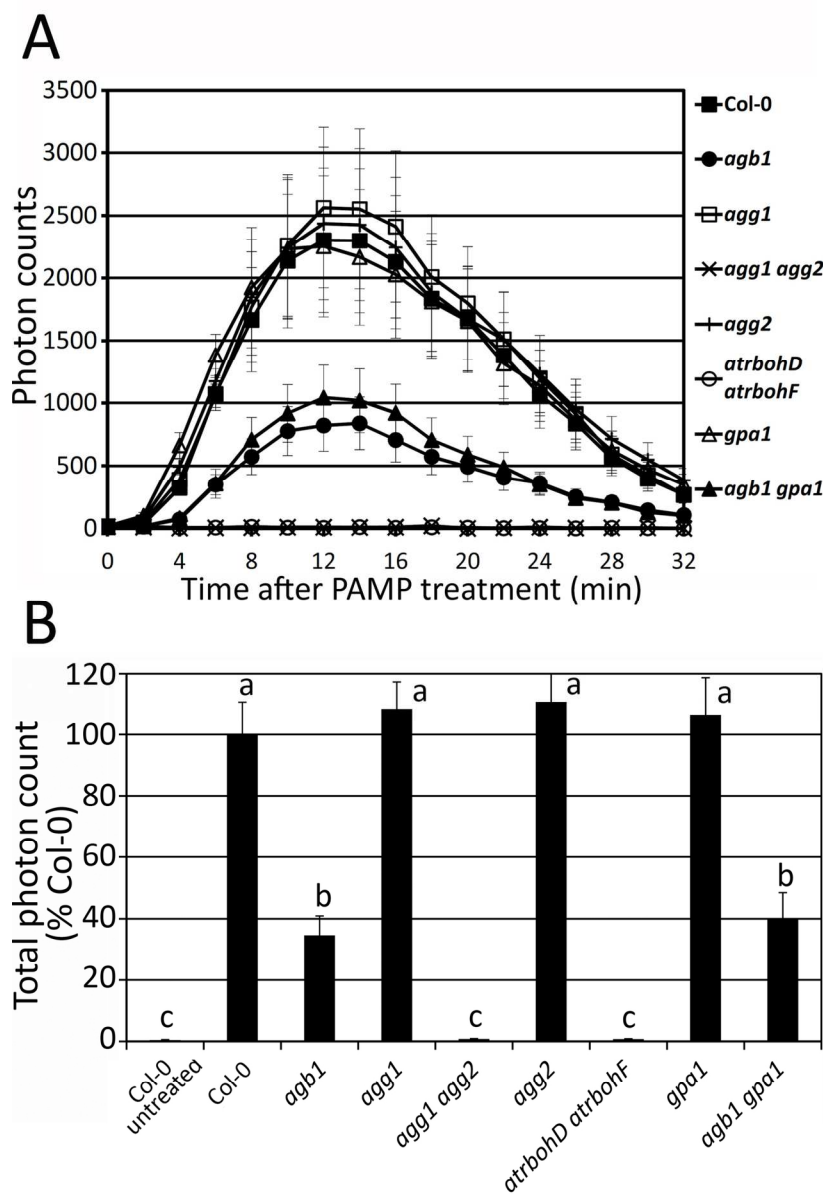 A
3500
3000
2500
2000
1500
1000
500
0
Photon counts
0 4 8 12 16 20 24 28 32
Time after PAMP treatment (min)
Col-0
agb1
agg1
agg1 agg2
agg2
atrbohD
atrbohF
gpa1
agb1 gpa1
B
120
100
80
60
40
20
0
Total photon count
(% Col-0)
c a b a c a c a b
Col-0
untreated
Col-0
agb1
agg1
agg1 agg2
agg2
atrbohD atrbohF
gpa1
agb1 gpa1